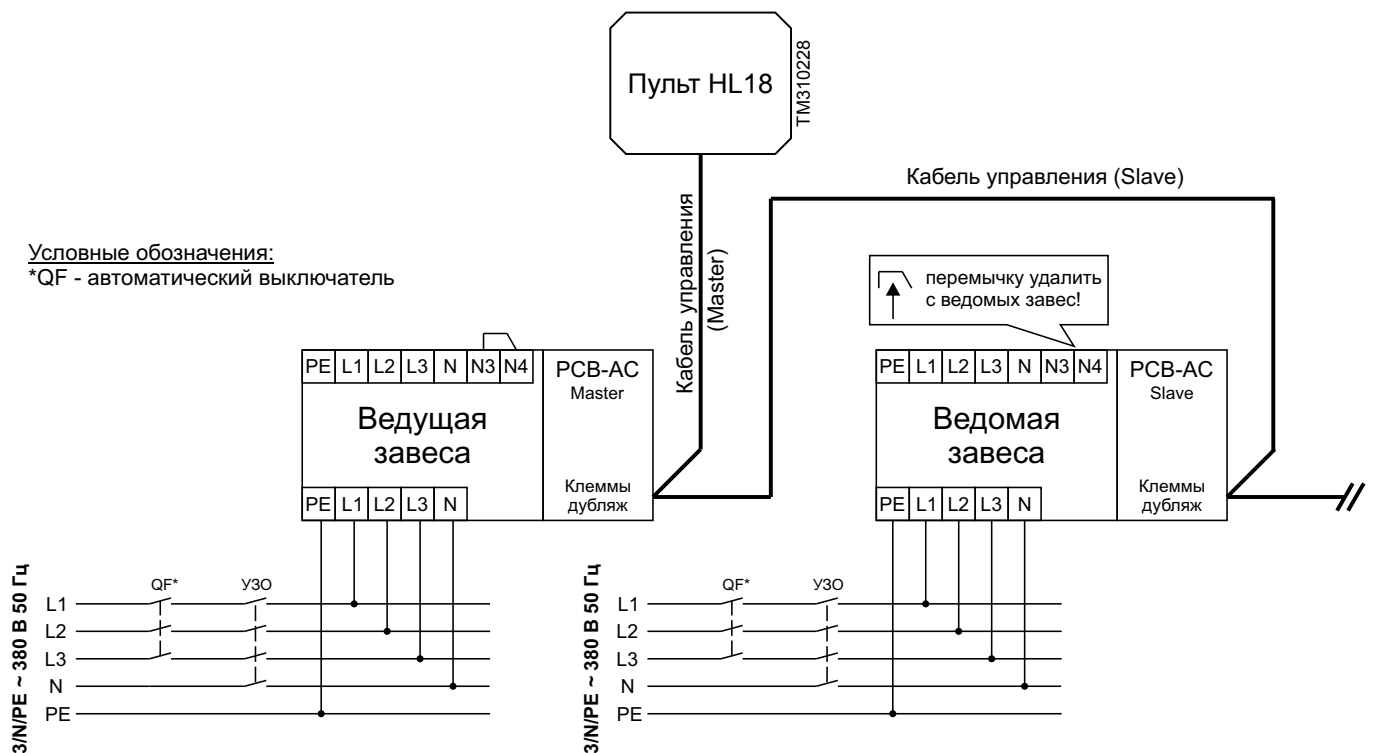 Пульт HL18
TM310228
Кабель управления (Slave)
Кабель управления
(Master)
Условные обозначения:
*QF - автоматический выключатель
перемычку удалить
с ведомых завес!
PE L1 L2 L3 N N3 N4
PCB-AC
Master
Ведущая
завеса
Клеммы
дубляж
PE L1 L2 L3 N
PE L1 L2 L3 N N3 N4
PCB-AC
Slave
Ведомая
завеса
Клеммы
дубляж
PE L1 L2 L3 N
3/N/PE ~ 380 В 50 Гц
QF*
УЗО
L1
L2
L3
N
PE
3/N/PE ~ 380 В 50 Гц
QF*
УЗО
L1
L2
L3
N
PE